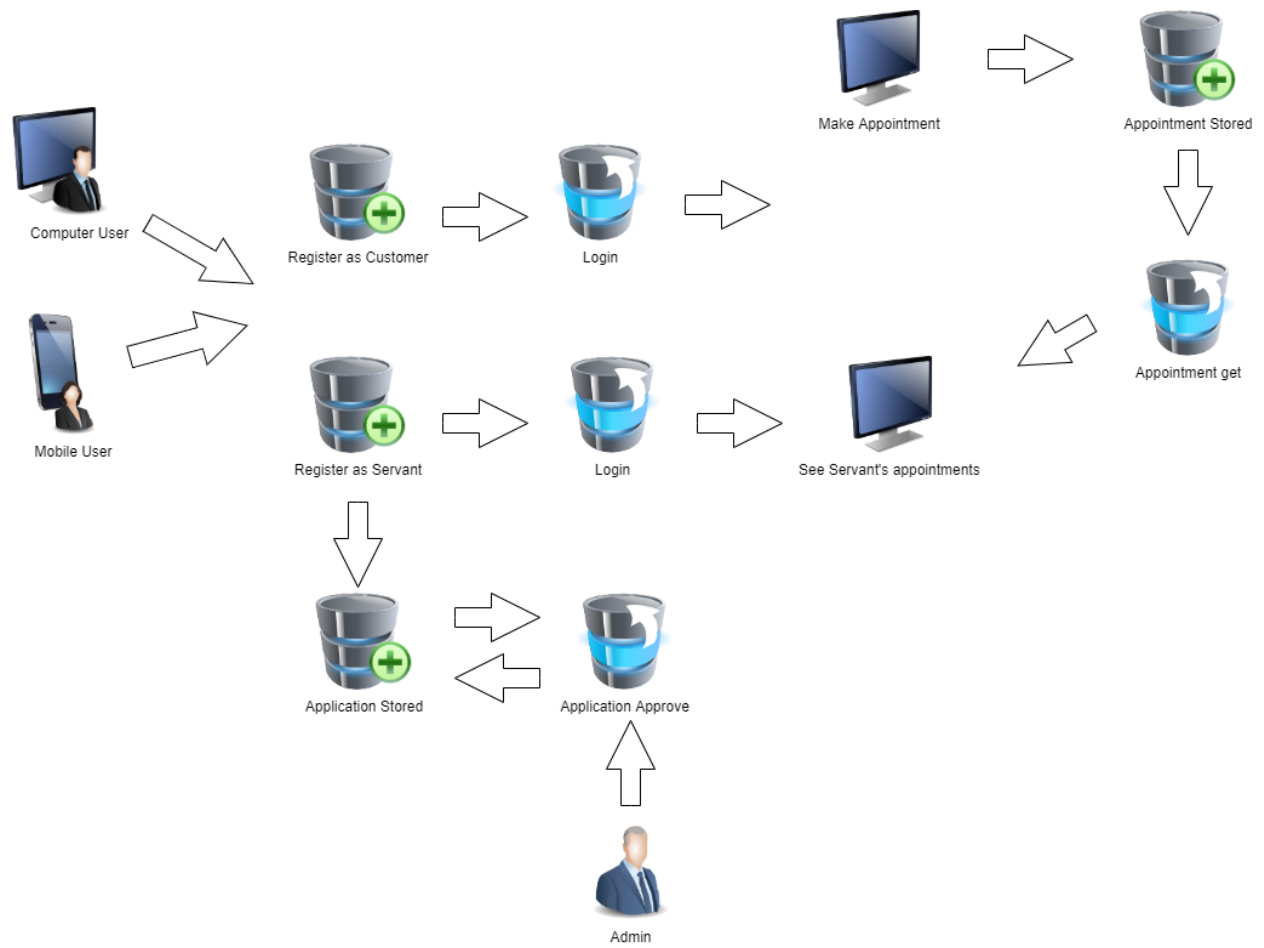 Make Appointment
Appointment Stored
Computer User
Register as Customer
Login
Appointment get
Mobile User
Register as Servant
Login
See Servant's appointments
Application Stored
Application Approve
Admin